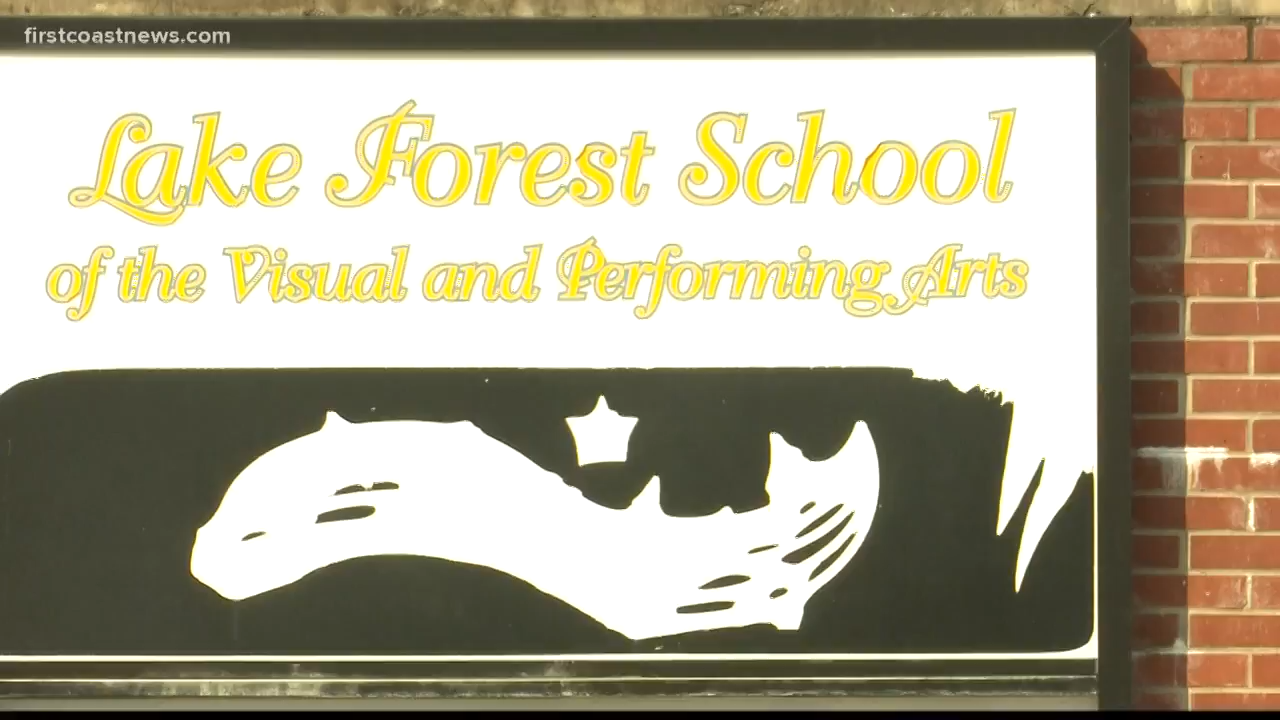 firstcoastnews.com
Lake Forest School
of the Visual and Performing Arts